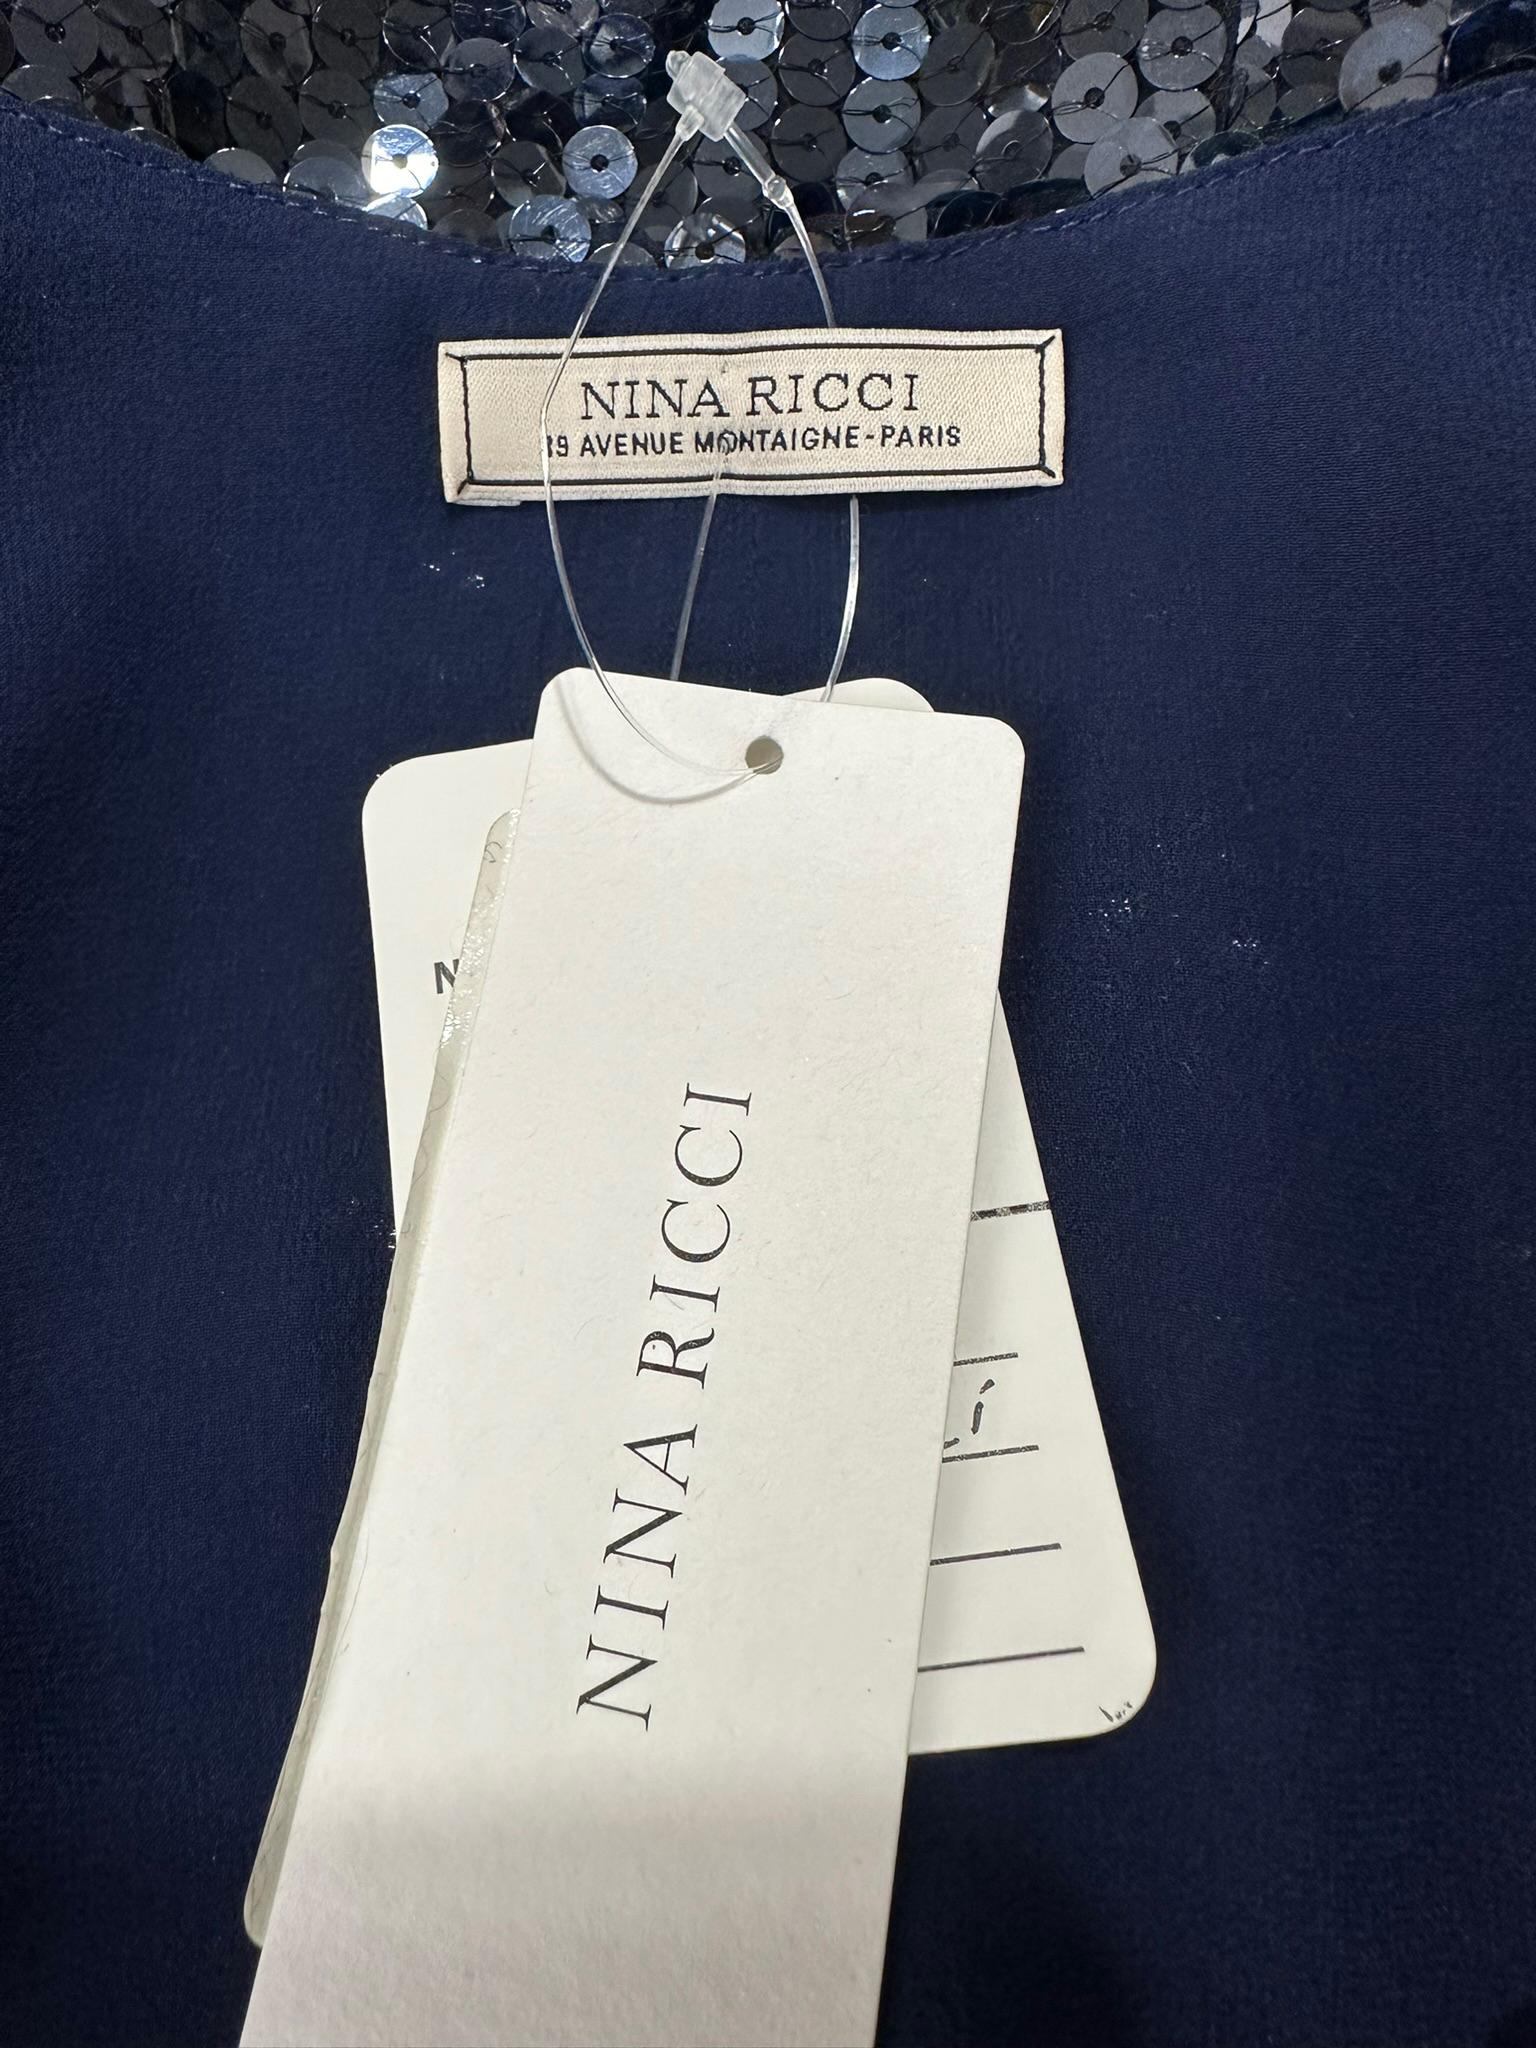 NINA RICCI
39 AVENUE MONTAIGNE-PARIS
N
NINA RICCI